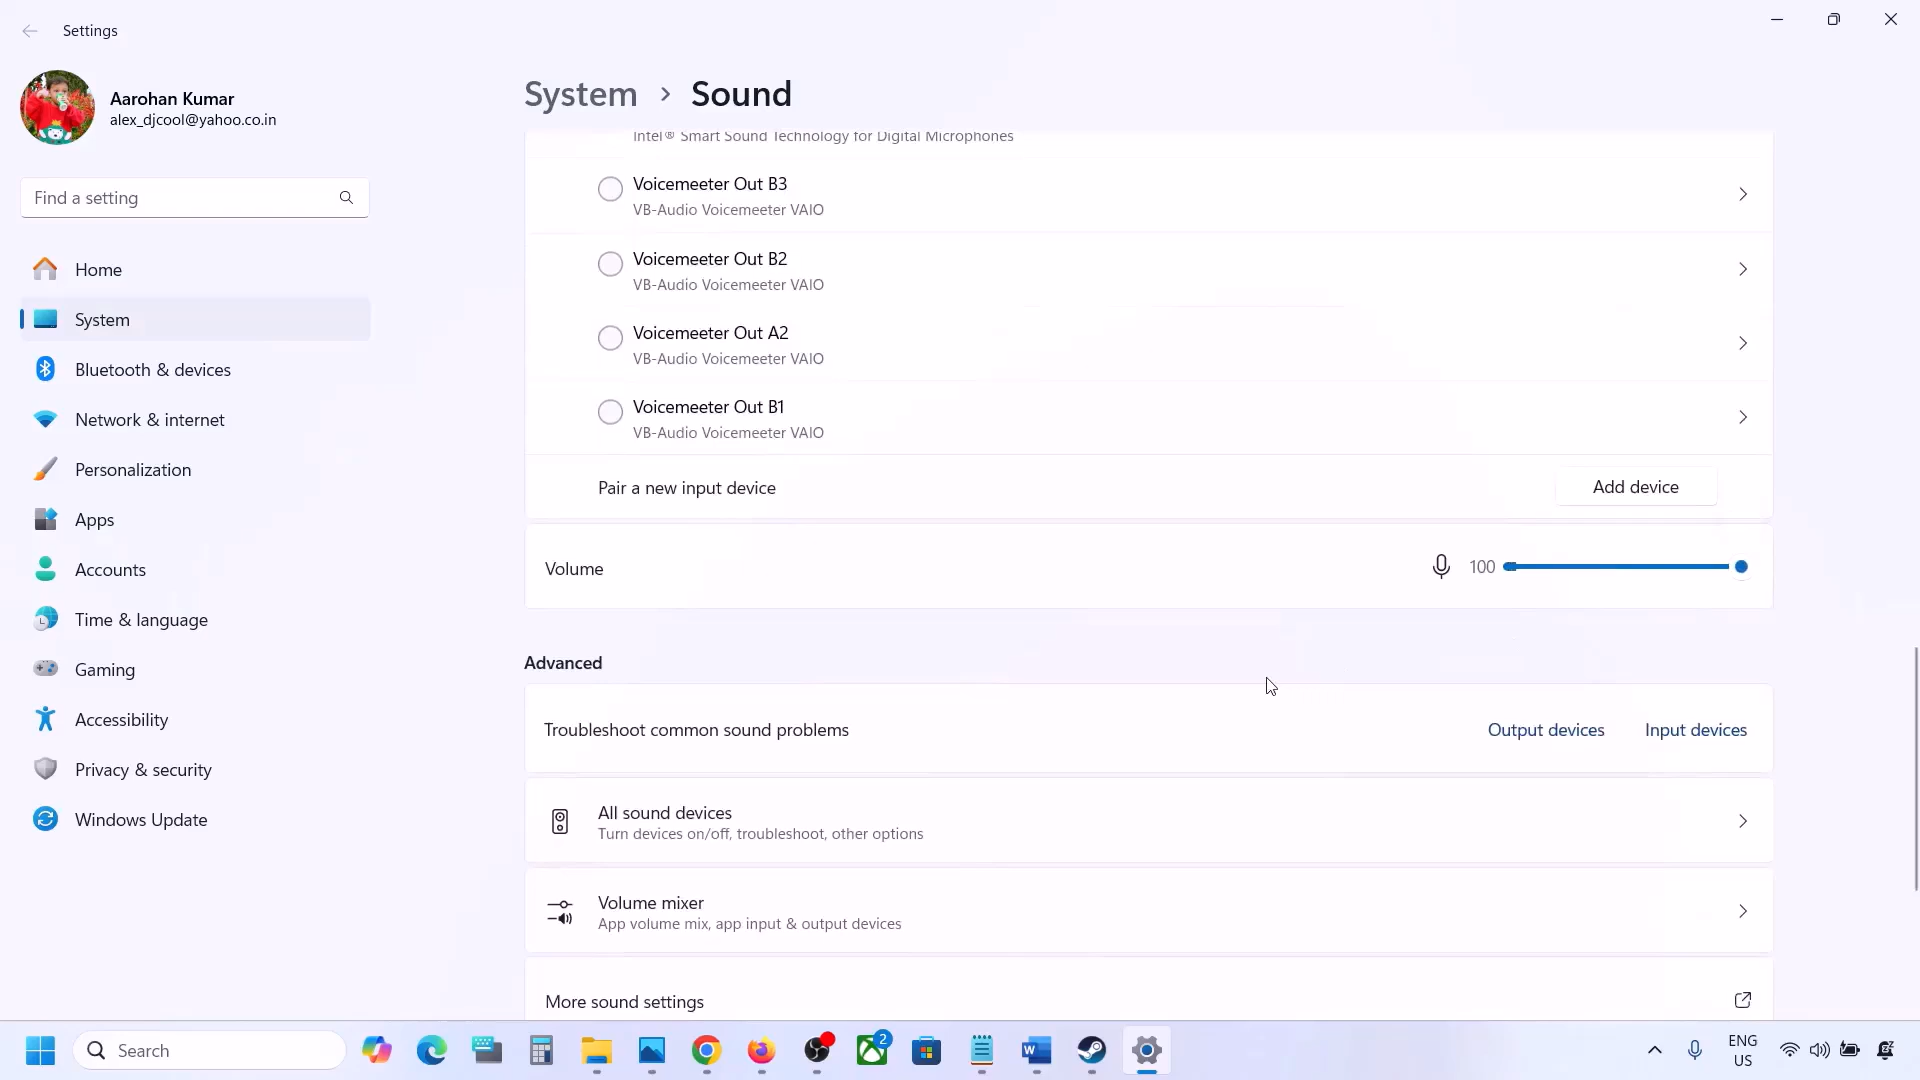 Settings
Aarohan Kumar
alex_djcool@yahoo.co.in
Find a setting
Home
System
Bluetooth & devices
Network & internet
Personalization
Apps
Accounts
Time & language
Gaming
Accessibility
Privacy & security
Windows Update
System > Sound
Intel® Smart Sound Technology for Digital Microphones
Voicemeeter Out B3
VB-Audio Voicemeeter VAIO
Voicemeeter Out B2
VB-Audio Voicemeeter VAIO
Voicemeeter Out A2
VB-Audio Voicemeeter VAIO
Voicemeeter Out B1
VB-Audio Voicemeeter VAIO
Pair a new input device
Add device
Volume
100
Advanced
Troubleshoot common sound problems
Output devices
Input devices
All sound devices
Turn devices on/off, troubleshoot, other options
Volume mixer
App volume mix, app input & output devices
More sound settings
Search
2
ENG
US